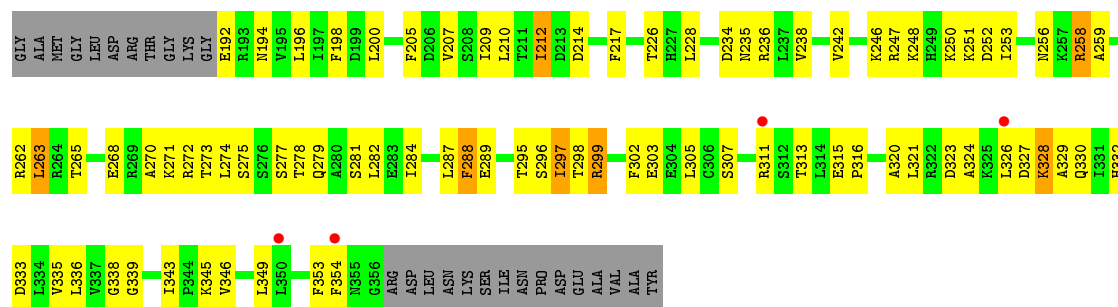 GLY ALA MET GLY LEU ASP ARG THR GLY LYS GLY E192 R193 N194 V195 L196 I197 F198 D199 L200 F205 D206 V207 S208 I209 L210 T211 I212 D213 D214 F217 T226 H227 L228 D234 N235 R236 L237 V238 V242 K246 R247 K248 H249 K250 K251 D252 I253 N256 K257 R258 A259
R262 L263 R264 T265 E268 R269 A270 K271 R272 T273 L274 S275 S276 S277 T278 Q279 A280 S281 L282 E283 I284 L287 F288 E289 T295 S296 I297 T298 R299 F302 E303 E304 L305 C306 S307 R311 S312 T313 L314 E315 P316 A320 L321 R322 D323 A324 K325 L326 D327 K328 A329 Q330 I331 H332
D333 L334 V335 L336 V337 G338 G339 I343 P344 K345 V346 L349 L350 F353 F354 N355 G356 ARG ASP LEU ASN LYS SER ILE ASN PRO ASP GLU ALA VAL ALA TYR